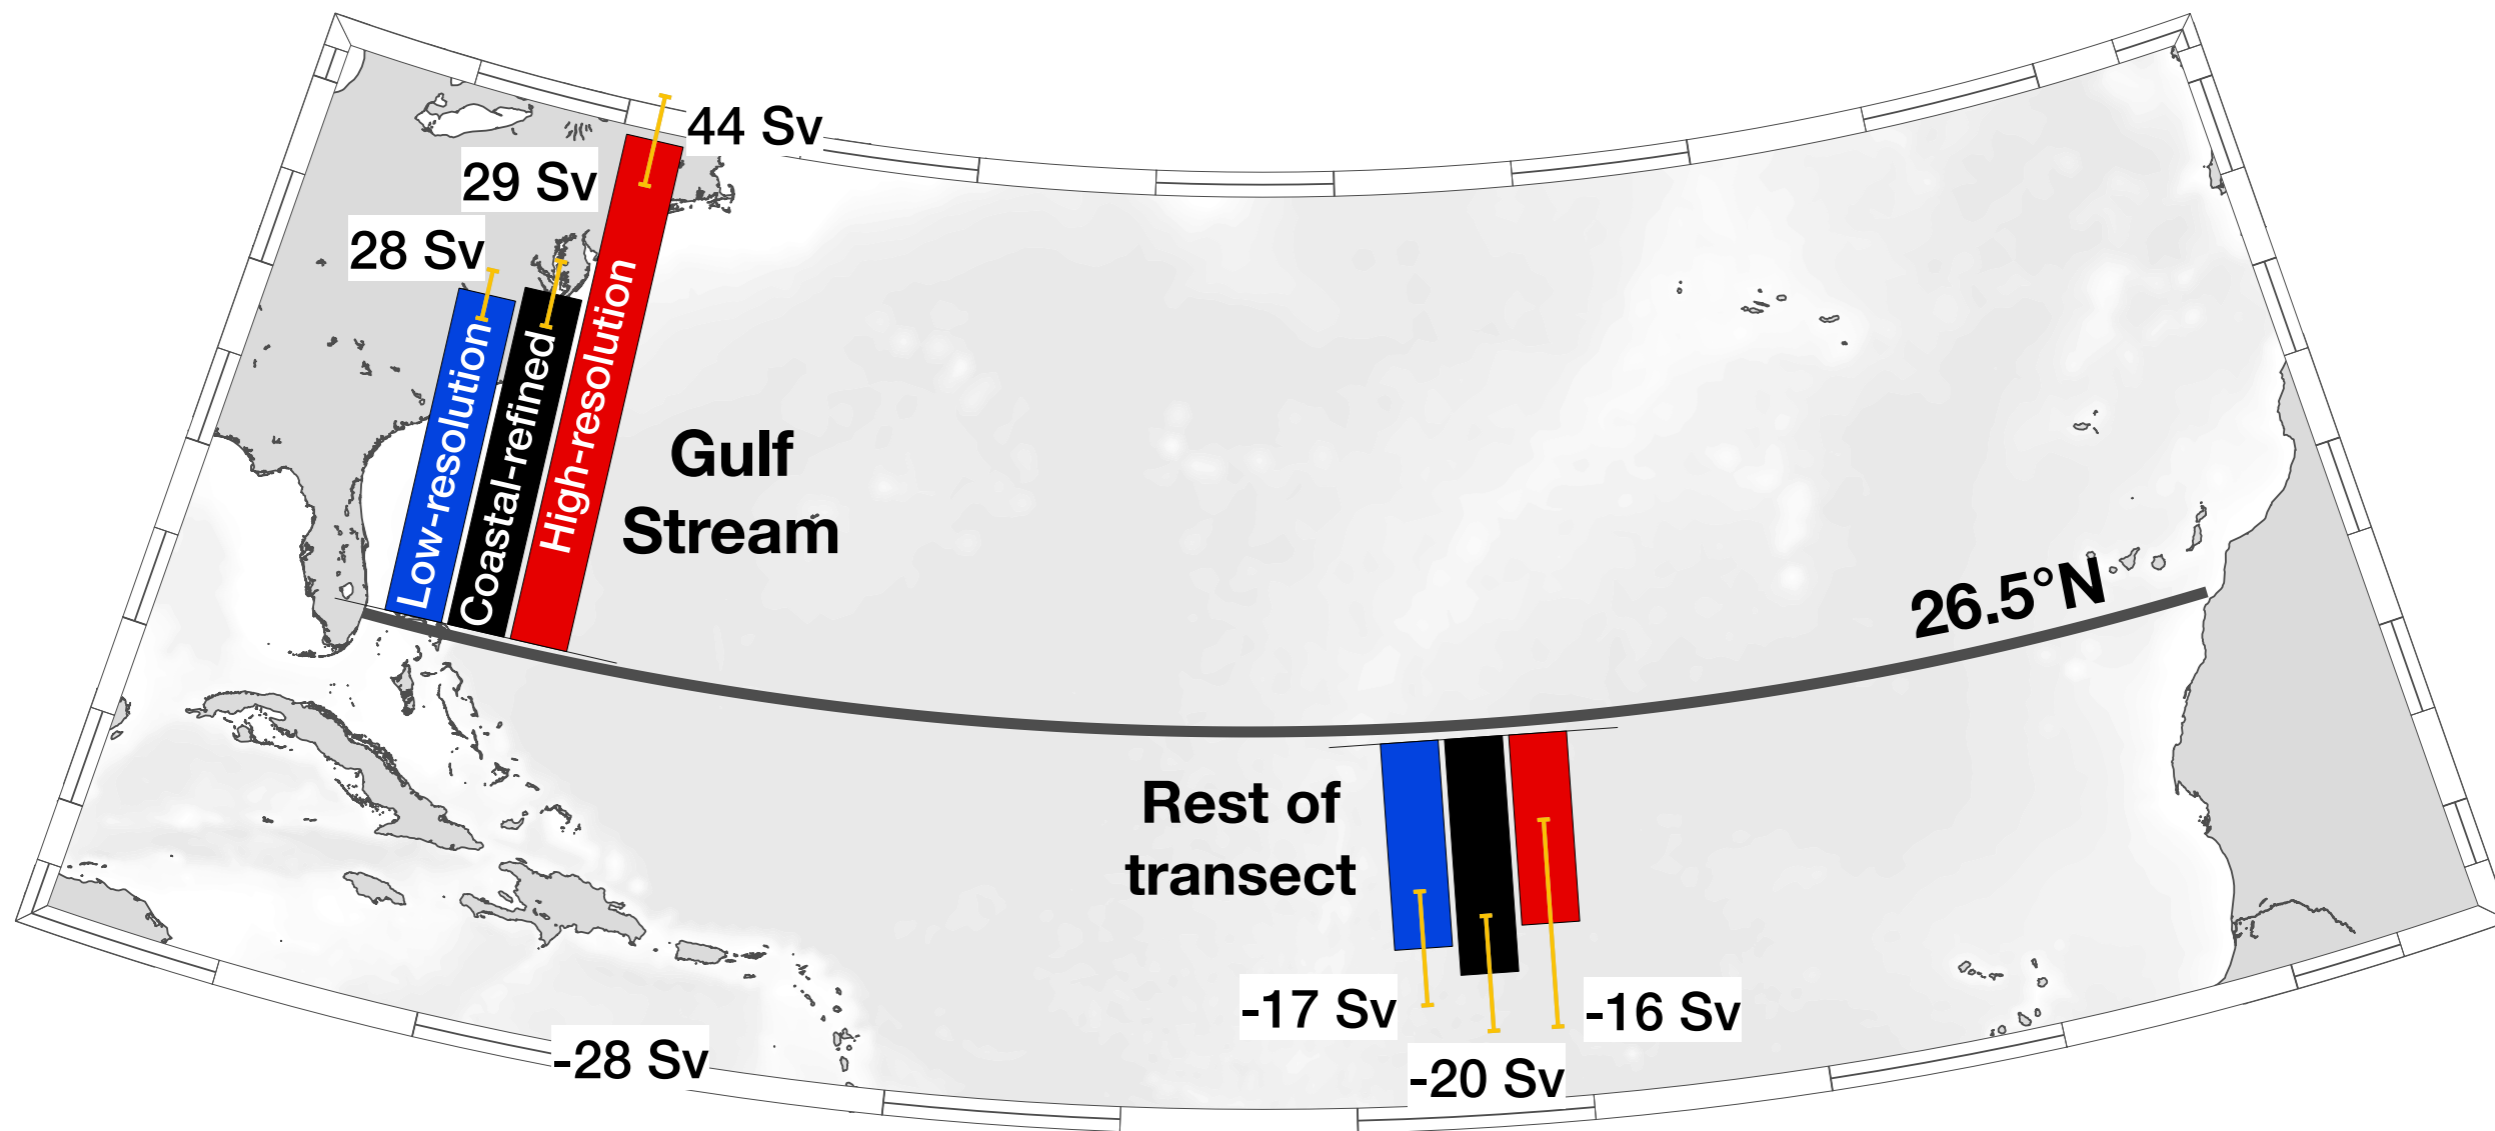 44 Sv
29 Sv
28 Sv
Low-resolution
Coastal-refined
High-resolution
Gulf
Stream
26.5°N
Rest of
transect
-17 Sv
-16 Sv
-20 Sv
-28 Sv